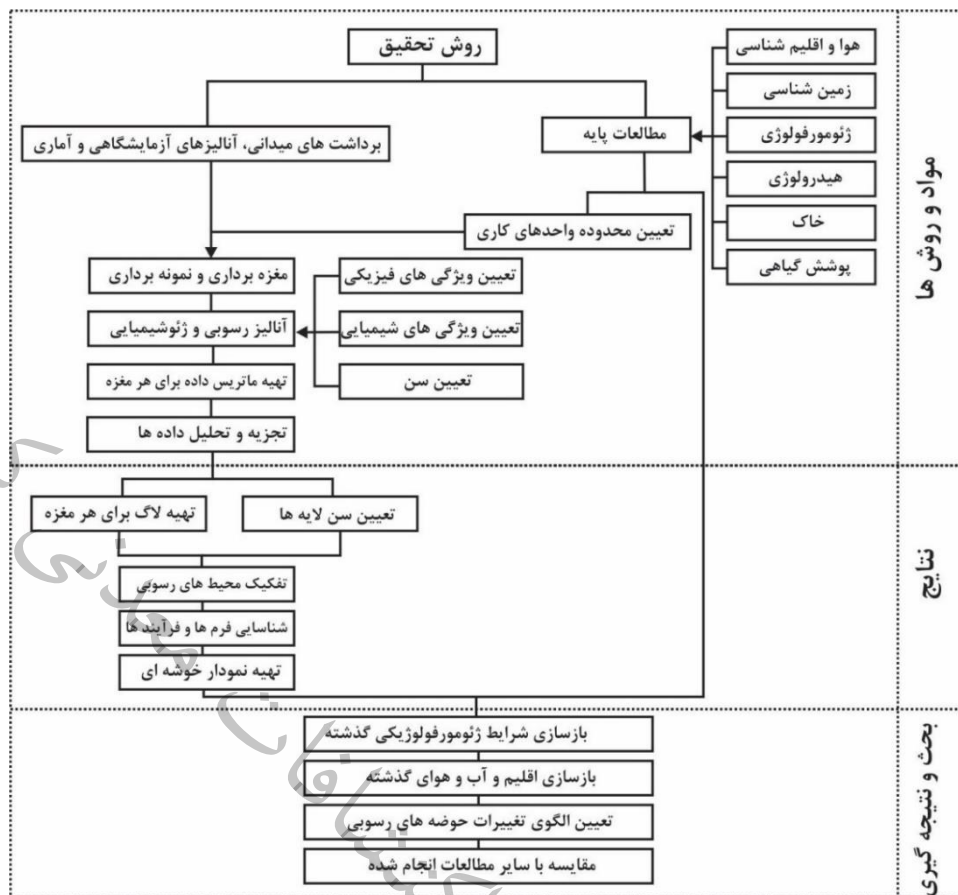 روش تحقیق
هوا و اقلیم شناسی
زمین شناسی
ژئومورفولوژی
هیدرولوژی
خاک
پوشش گیاهی
مطالعات پایه
برداشت های میدانی، آنالیزهای آزمایشگاهی و آماری
تعیین محدوده واحدهای کاری
مغزه برداری و نمونه برداری
تعیین ویژگی های فیزیکی
آنالیز رسوبی و ژئوشیمیایی
تعیین ویژگی های شیمیایی
تهیه ماتریس داده برای هر مغزه
تعیین سن
تجزیه و تحلیل داده ها
مواد و روش ها
تعیین سن لایه ها
تهیه لاگ برای هر مغزه
تفکیک محیط های رسوبی
شناسایی فرم ها و فرآیند ها
تهیه نمودار خوشه ای
نتایج
بازسازی شرایط ژئومورفولوژیکی گذشته
بازسازی اقلیم و آب و هوای گذشته
تعیین الگوی تغییرات حوضه های رسوبی
مقایسه با سایر مطالعات انجام شده
بحث و نتیجه گیری